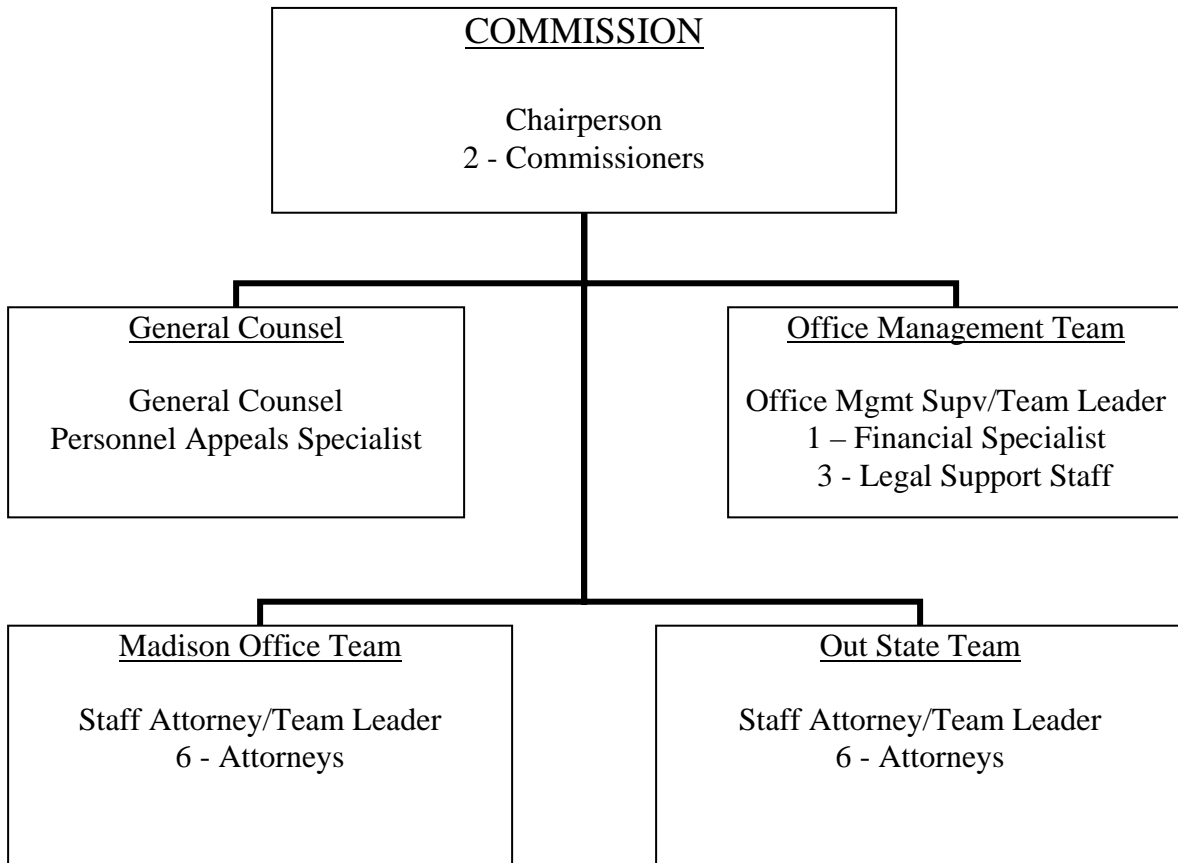 COMMISSION
Chairperson
2 - Commissioners
General Counsel
General Counsel
Personnel Appeals Specialist
Office Management Team
Office Mgmt Supv/Team Leader
1 – Financial Specialist
3 - Legal Support Staff
Madison Office Team
Staff Attorney/Team Leader
6 - Attorneys
Out State Team
Staff Attorney/Team Leader
6 - Attorneys